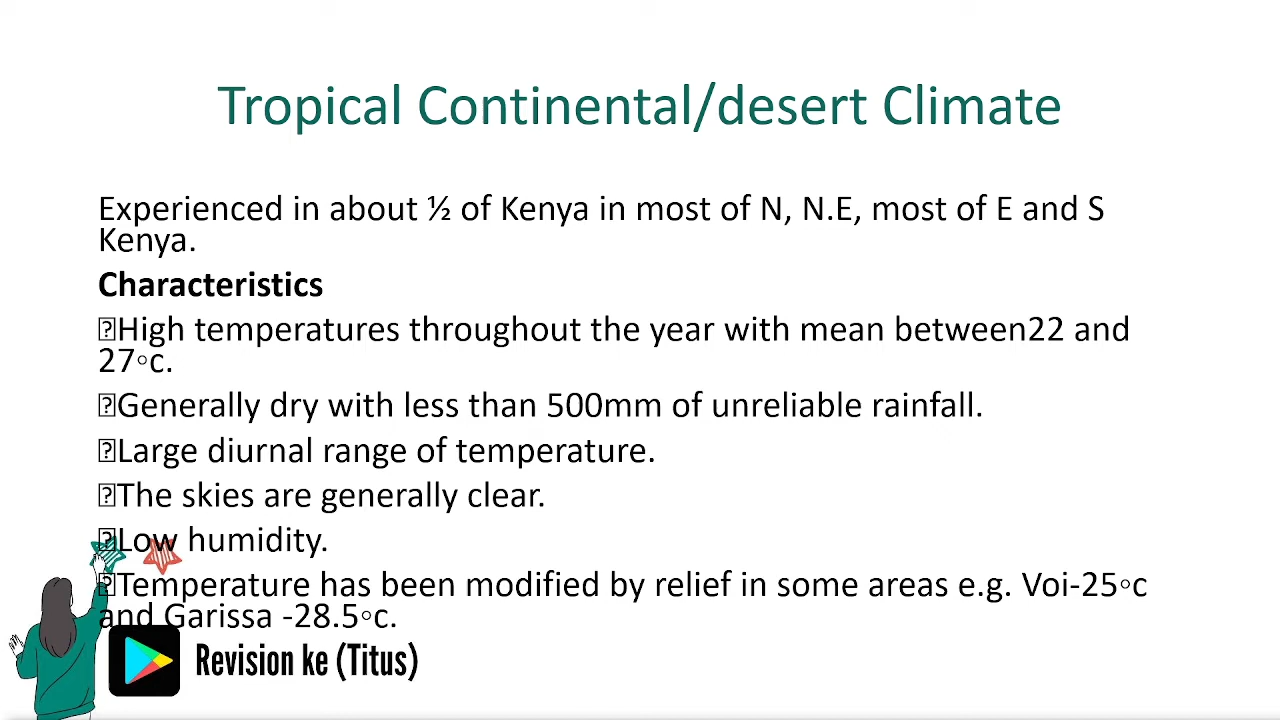 Tropical Continental/desert Climate
Experienced in about ½ of Kenya in most of N, N.E, most of E and S
Kenya.
Characteristics
High temperatures throughout the year with mean between22 and
27◦c.
Generally dry with less than 500mm of unreliable rainfall.
Large diurnal range of temperature.
The skies are generally clear.
Low humidity.
Temperature has been modified by relief in some areas e.g. Voi-25◦c
and Garissa -28.5◦c.
Revision ke (Titus)